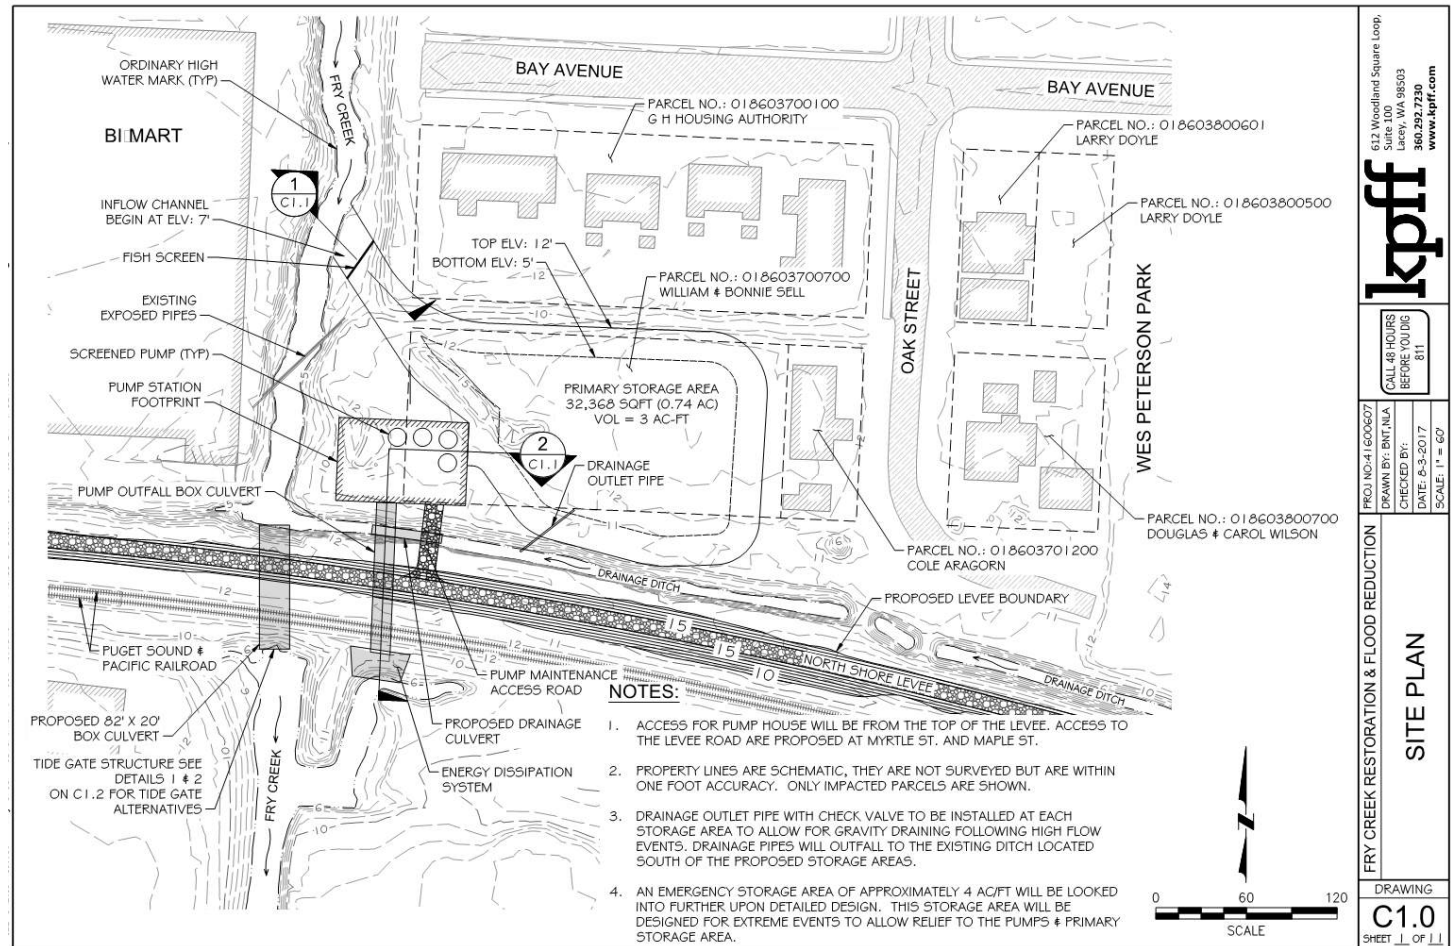 BAY AVENUE
BAY AVENUE
ORDINARY HIGH
WATER MARK (TYP)
FRY CREEK
BI MART
PARCEL NO.: 018603700100
G H HOUSING AUTHORITY
PARCEL NO.: 018603800601
LARRY DOYLE
1
C1.1
INFLOW CHANNEL
BEGIN AT ELV: 7'
PARCEL NO.: 018603800500
LARRY DOYLE
FISH SCREEN
TOP ELV: 12'
BOTTOM ELV: 5'
12
PARCEL NO.: 018603700700
WILLIAM & BONNIE SELL
EXISTING
EXPOSED PIPES
10
OAK STREET
WES PETERSON PARK
SCREENED PUMP (TYP)
PUMP STATION
FOOTPRINT
15
PRIMARY STORAGE AREA
32,368 SQFT (0.74 AC)
VOL = 3 AC-FT
2
C1.1
DRAINAGE
OUTLET PIPE
PUMP OUTFALL BOX CULVERT
PARCEL NO.: 018603800700
DOUGLAS & CAROL WILSON
PARCEL NO.: 018603701200
COLE ARAGORN
DRAINAGE DITCH
PROPOSED LEVEE BOUNDARY
15
15
10
NORTH SHORE LEVEE
DRAINAGE DITCH
PUGET SOUND &
PACIFIC RAILROAD
PUMP MAINTENANCE
ACCESS ROAD
PROPOSED 82' X 20'
BOX CULVERT
PROPOSED DRAINAGE
CULVERT
TIDE GATE STRUCTURE SEE
DETAILS 1 & 2
ON C1.2 FOR TIDE GATE
ALTERNATIVES
FRY CREEK
ENERGY DISSIPATION
SYSTEM
NOTES:
1. ACCESS FOR PUMP HOUSE WILL BE FROM THE TOP OF THE LEVEE. ACCESS TO
THE LEVEE ROAD ARE PROPOSED AT MYRTLE ST. AND MAPLE ST.
2. PROPERTY LINES ARE SCHEMATIC, THEY ARE NOT SURVEYED BUT ARE WITHIN
ONE FOOT ACCURACY. ONLY IMPACTED PARCELS ARE SHOWN.
3. DRAINAGE OUTLET PIPE WITH CHECK VALVE TO BE INSTALLED AT EACH
STORAGE AREA TO ALLOW FOR GRAVITY DRAINING FOLLOWING HIGH FLOW
EVENTS. DRAINAGE PIPES WILL OUTFALL TO THE EXISTING DITCH LOCATED
SOUTH OF THE PROPOSED STORAGE AREAS.
4. AN EMERGENCY STORAGE AREA OF APPROXIMATELY 4 AC/FT WILL BE LOOKED
INTO FURTHER UPON DETAILED DESIGN. THIS STORAGE AREA WILL BE
DESIGNED FOR EXTREME EVENTS TO ALLOW RELIEF TO THE PUMPS & PRIMARY
STORAGE AREA.
N
0 60 120
SCALE
612 Woodland Square Loop,
Suite 100
Lacey, WA 98503
360.292.7230
www.kpff.com
kpff
CALL 48 HOURS
BEFORE YOU DIG
811
PROJ NO:41600607
DRAWN BY: BNT,NLA
CHECKED BY:
DATE: 8-3-2017
SCALE: 1" = 60'
FRY CREEK RESTORATION & FLOOD REDUCTION
SITE PLAN
DRAWING
C1.0
SHEET 1 OF 11